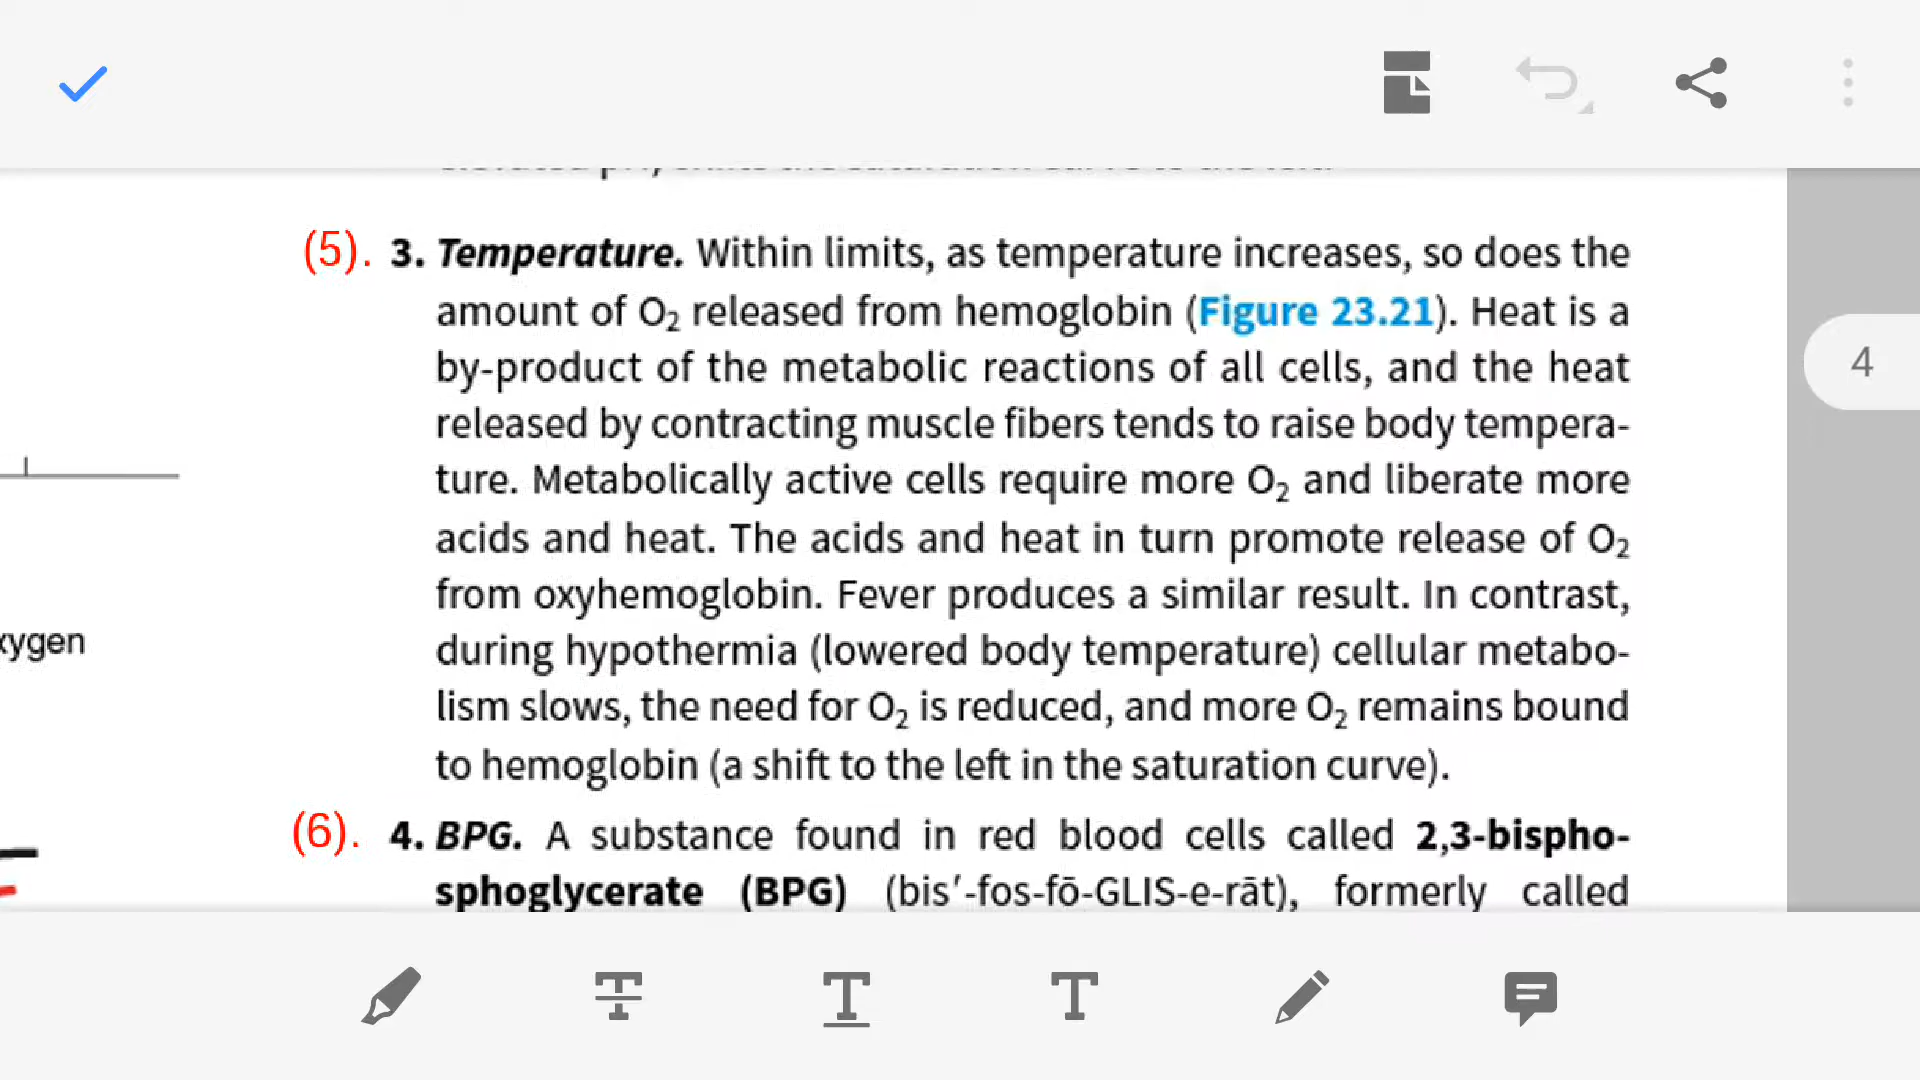 (5). 3. Temperature. Within limits, as temperature increases, so does the
amount of O₂ released from hemoglobin (Figure 23.21). Heat is a
by-product of the metabolic reactions of all cells, and the heat
released by contracting muscle fibers tends to raise body tempera-
ture. Metabolically active cells require more O₂ and liberate more
acids and heat. The acids and heat in turn promote release of O₂
from oxyhemoglobin. Fever produces a similar result. In contrast,
during hypothermia (lowered body temperature) cellular metabo-
lism slows, the need for O₂ is reduced, and more O₂ remains bound
to hemoglobin (a shift to the left in the saturation curve).
(6). 4. BPG. A substance found in red blood cells called 2,3-bispho-
sphoglycerate (BPG) (bis′-fos-fō-GLIS-e-rāt), formerly called
xygen
4